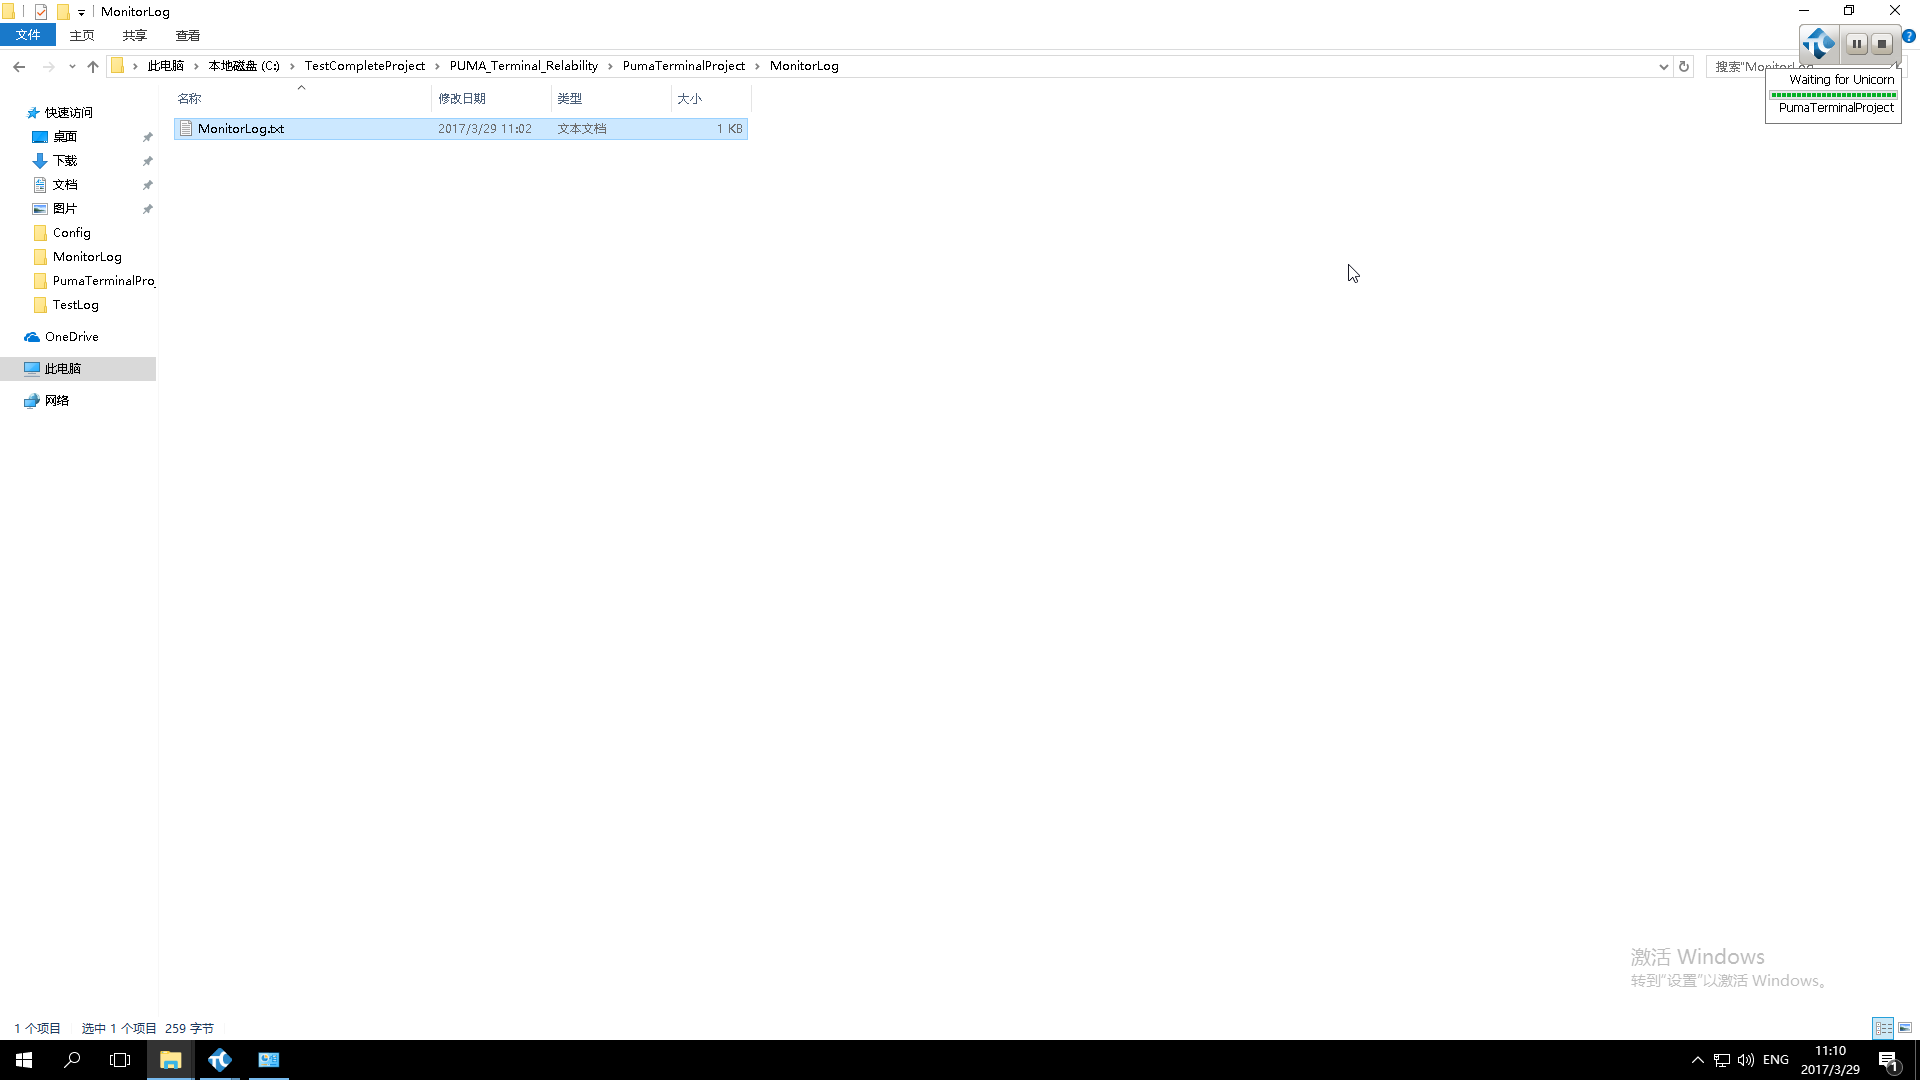 MonitorLog
文件 主页 共享 查看
此电脑 本地磁盘 (C:) TestCompleteProject PUMA_Terminal_Relability PumaTerminalProject MonitorLog
搜索"MonitorLog
Waiting for Unicorn
PumaTerminalProject
名称 修改日期 类型 大小
MonitorLog.txt 2017/3/29 11:02 文本文档 1 KB
快速访问
桌面
下载
文档
图片
Config
MonitorLog
PumaTerminalProj
TestLog
OneDrive
此电脑
网络
激活 Windows
转到"设置"以激活 Windows。
1 个项目 选中 1 个项目 259 字节
ENG
11:10
2017/3/29
1